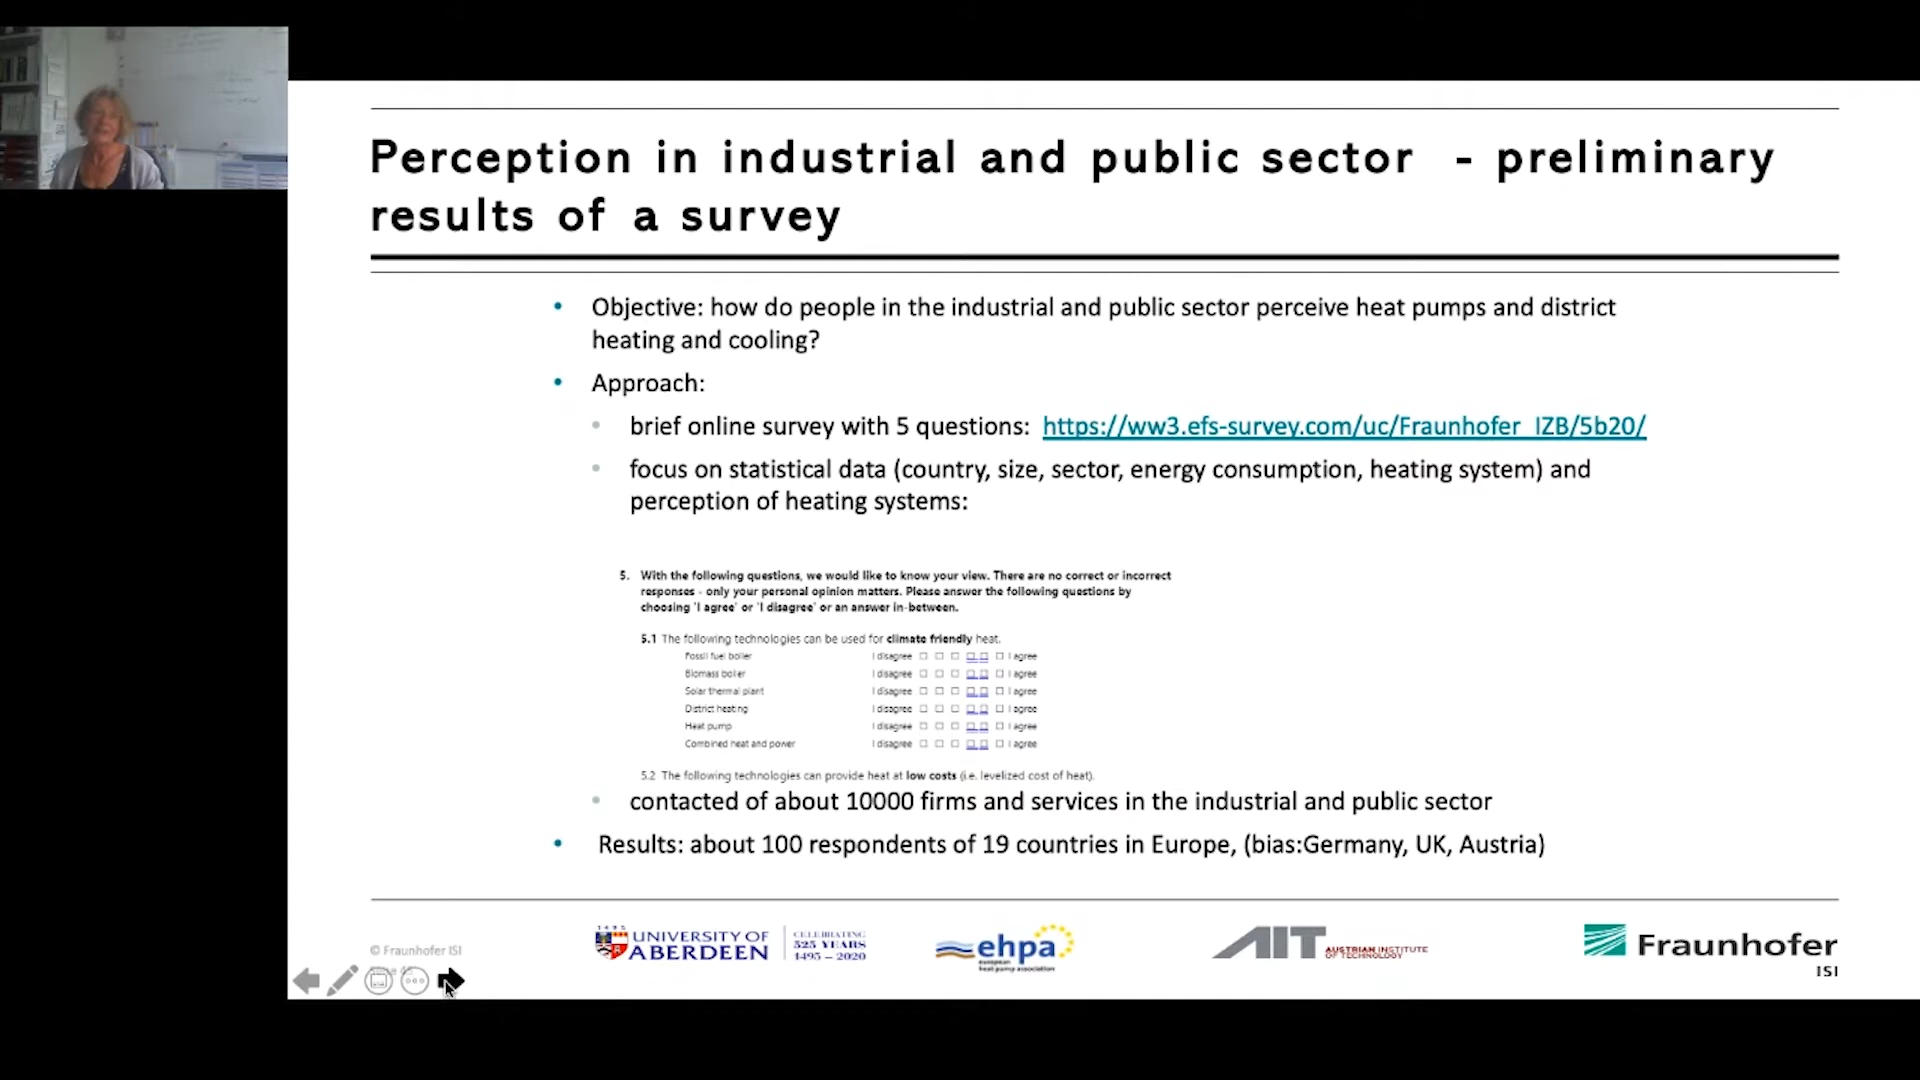 Perception in industrial and public sector - preliminary
results of a survey
• Objective: how do people in the industrial and public sector perceive heat pumps and district
heating and cooling?
• Approach:
• brief online survey with 5 questions: https://ww3.efs-survey.com/uc/Fraunhofer_IZB/5b20/
• focus on statistical data (country, size, sector, energy consumption, heating system) and
perception of heating systems:
5. With the following questions, we would like to know your view. There are no correct or incorrect
responses - only your personal opinion matters. Please answer the following questions by
choosing 'I agree' or 'I disagree' or an answer in-between.
5.1 The following technologies can be used for climate friendly heat.
Fossil fuel boiler I disagree □ □ □ □ □ □ I agree
Biomass boiler I disagree □ □ □ □ □ □ I agree
Solar thermal plant I disagree □ □ □ □ □ □ I agree
District heating I disagree □ □ □ □ □ □ I agree
Heat pump I disagree □ □ □ □ □ □ I agree
Combined heat and power I disagree □ □ □ □ □ □ I agree
5.2 The following technologies can provide heat at low costs (i.e. levelized cost of heat).
• contacted of about 10000 firms and services in the industrial and public sector
• Results: about 100 respondents of 19 countries in Europe, (bias:Germany, UK, Austria)
© Fraunhofer ISI
1495
UNIVERSITY OF
ABERDEEN
CELEBRATING
525 YEARS
1495 – 2020
ehpa
european
heat pump association
AIT
AUSTRIAN INSTITUTE
OF TECHNOLOGY
Fraunhofer
ISI